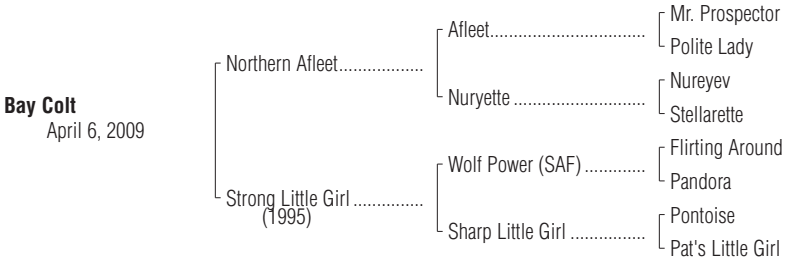 Mr. Prospector
Afleet
Polite Lady
Northern Afleet
Nureyev
Nuryette
Stellarette
Bay Colt
April 6, 2009
Flirting Around
Wolf Power (SAF)
Pandora
Strong Little Girl
(1995)
Pontoise
Sharp Little Girl
Pat's Little Girl